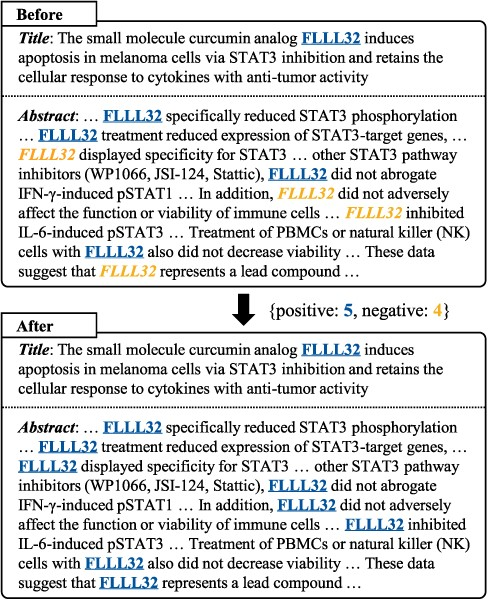 Before
Title: The small molecule curcumin analog FLLL32 induces
apoptosis in melanoma cells via STAT3 inhibition and retains the
cellular response to cytokines with anti-tumor activity
Abstract: … FLLL32 specifically reduced STAT3 phosphorylation
… FLLL32 treatment reduced expression of STAT3-target genes, …
FLLL32 displayed specificity for STAT3 … other STAT3 pathway
inhibitors (WP1066, JSI-124, Stattic), FLLL32 did not abrogate
IFN-γ-induced pSTAT1 … In addition, FLLL32 did not adversely
affect the function or viability of immune cells … FLLL32 inhibited
IL-6-induced pSTAT3 … Treatment of PBMCs or natural killer (NK)
cells with FLLL32 also did not decrease viability … These data
suggest that FLLL32 represents a lead compound …
{positive: 5, negative: 4}
After
Title: The small molecule curcumin analog FLLL32 induces
apoptosis in melanoma cells via STAT3 inhibition and retains the
cellular response to cytokines with anti-tumor activity
Abstract: … FLLL32 specifically reduced STAT3 phosphorylation
… FLLL32 treatment reduced expression of STAT3-target genes, …
FLLL32 displayed specificity for STAT3 … other STAT3 pathway
inhibitors (WP1066, JSI-124, Stattic), FLLL32 did not abrogate
IFN-γ-induced pSTAT1 … In addition, FLLL32 did not adversely
affect the function or viability of immune cells … FLLL32 inhibited
IL-6-induced pSTAT3 … Treatment of PBMCs or natural killer (NK)
cells with FLLL32 also did not decrease viability … These data
suggest that FLLL32 represents a lead compound …